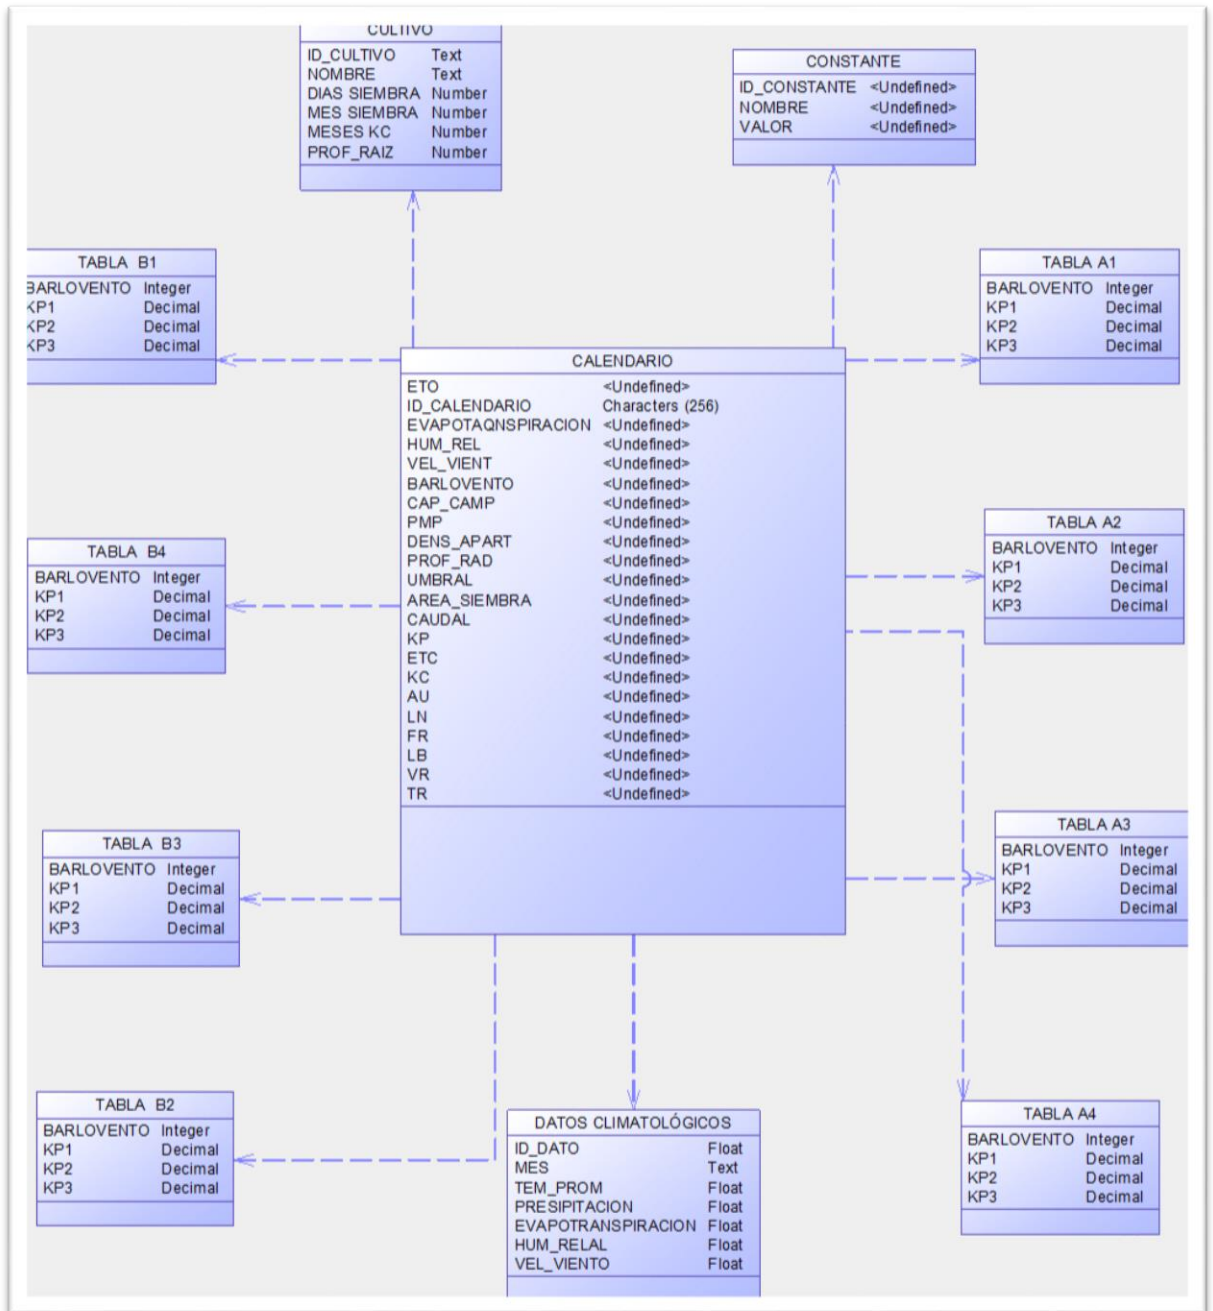 CULTIVO
ID_CULTIVO Text
NOMBRE Text
DIAS SIEMBRA Number
MES SIEMBRA Number
MESES KC Number
PROF_RAIZ Number
CONSTANTE
ID_CONSTANTE <Undefined>
NOMBRE <Undefined>
VALOR <Undefined>
TABLA B1
BARLOVENTO Integer
KP1 Decimal
KP2 Decimal
KP3 Decimal
TABLA A1
BARLOVENTO Integer
KP1 Decimal
KP2 Decimal
KP3 Decimal
CALENDARIO
ETO <Undefined>
ID_CALENDARIO Characters (256)
EVAPOTAQNSPIRACION <Undefined>
HUM_REL <Undefined>
VEL_VIENT <Undefined>
BARLOVENTO <Undefined>
CAP_CAMP <Undefined>
PMP <Undefined>
DENS_APART <Undefined>
PROF_RAD <Undefined>
UMBRAL <Undefined>
AREA_SIEMBRA <Undefined>
CAUDAL <Undefined>
KP <Undefined>
ETC <Undefined>
KC <Undefined>
AU <Undefined>
LN <Undefined>
FR <Undefined>
LB <Undefined>
VR <Undefined>
TR <Undefined>
TABLA B4
BARLOVENTO Integer
KP1 Decimal
KP2 Decimal
KP3 Decimal
TABLA A2
BARLOVENTO Integer
KP1 Decimal
KP2 Decimal
KP3 Decimal
TABLA B3
BARLOVENTO Integer
KP1 Decimal
KP2 Decimal
KP3 Decimal
TABLA A3
BARLOVENTO Integer
KP1 Decimal
KP2 Decimal
KP3 Decimal
TABLA B2
BARLOVENTO Integer
KP1 Decimal
KP2 Decimal
KP3 Decimal
DATOS CLIMATOLÓGICOS
ID_DATO Float
MES Text
TEM_PROM Float
PRESIPITACION Float
EVAPOTRANSPIRACION Float
HUM_RELAL Float
VEL_VIENTO Float
TABLA A4
BARLOVENTO Integer
KP1 Decimal
KP2 Decimal
KP3 Decimal